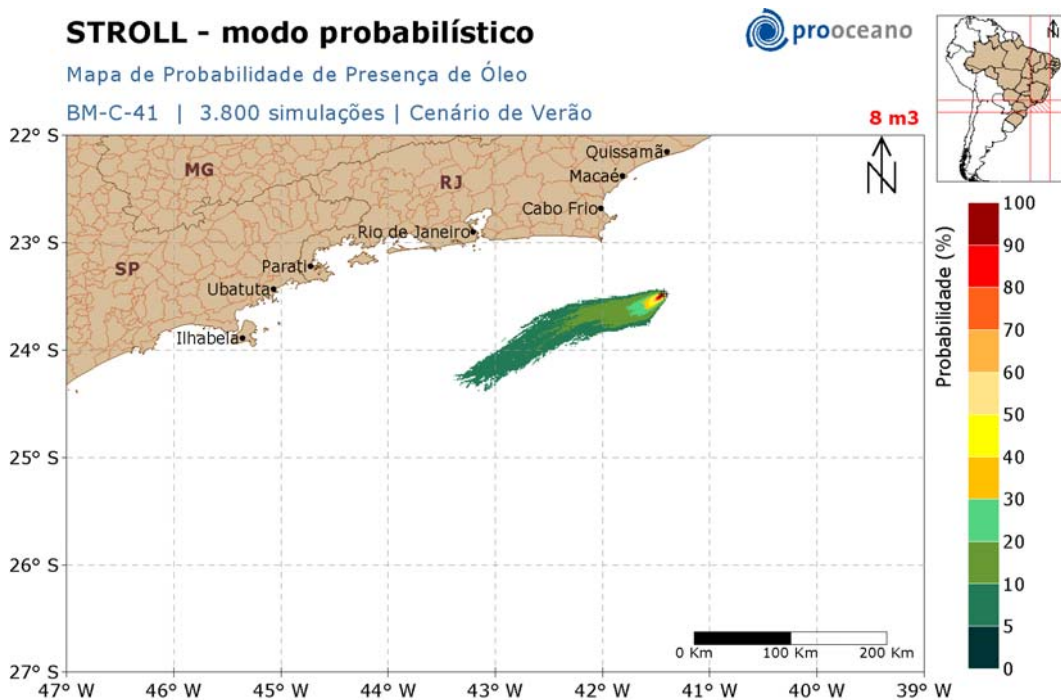 STROLL - modo probabilístico
prooceano
N
Mapa de Probabilidade de Presença de Óleo
BM-C-41 | 3.800 simulações | Cenário de Verão
8 m3
22° S
23° S
24° S
25° S
26° S
27° S
MG
RJ
SP
Quissamã
Macaé
Cabo Frio
Rio de Janeiro
Parati
Ubatuta
Ilhabela
N
0 Km 100 Km 200 Km
47° W 46° W 45° W 44° W 43° W 42° W 41° W 40° W 39° W
Probabilidade (%)
100
90
80
70
60
50
40
30
20
10
5
0